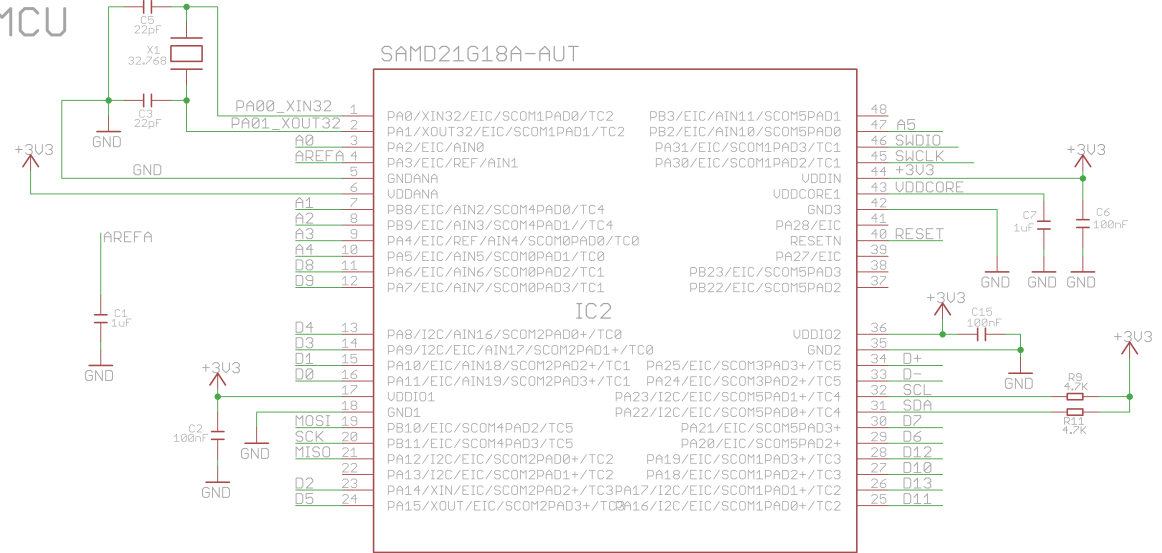 MCU
C5
22pF
X1
32.768
C3
22pF
GND
+3V3
GND
PA00_XIN32
PA01_XOUT32
A0
AREFA
A1
A2
A3
A4
D8
D9
AREFA
C1
1uF
GND
D4
D3
D1
D0
+3V3
C2
100nF
GND
GND
MOSI
SCK
MISO
D2
D5
SAMD21G18A-AUT
IC2
1 PA0/XIN32/EIC/SCOM1PAD0/TC2
2 PA1/XOUT32/EIC/SCOM1PAD1/TC2
3 PA2/EIC/AIN0
4 PA3/EIC/REF/AIN1
5 GNDANA
6 VDDANA
7 PB8/EIC/AIN2/SCOM4PAD0/TC4
8 PB9/EIC/AIN3/SCOM4PAD1//TC4
9 PA4/EIC/REF/AIN4/SCOM0PAD0/TC0
10 PA5/EIC/AIN5/SCOM0PAD1/TC0
11 PA6/EIC/AIN6/SCOM0PAD2/TC1
12 PA7/EIC/AIN7/SCOM0PAD3/TC1
13 PA8/I2C/AIN16/SCOM2PAD0+/TC0
14 PA9/I2C/EIC/AIN17/SCOM2PAD1+/TC0
15 PA10/EIC/AIN18/SCOM2PAD2+/TC1
16 PA11/EIC/AIN19/SCOM2PAD3+/TC1
17 VDDIO1
18 GND1
19 PB10/EIC/SCOM4PAD2/TC5
20 PB11/EIC/SCOM4PAD3/TC5
21 PA12/I2C/EIC/SCOM2PAD0+/TC2
22 PA13/I2C/EIC/SCOM2PAD1+/TC2
23 PA14/XIN/EIC/SCOM2PAD2+/TC3
24 PA15/XOUT/EIC/SCOM2PAD3+/TC3
PB3/EIC/AIN11/SCOM5PAD1 48
PB2/EIC/AIN10/SCOM5PAD0 47 A5
PA31/EIC/SCOM1PAD3/TC1 46 SWDIO
PA30/EIC/SCOM1PAD2/TC1 45 SWCLK
VDDIN 44 +3V3
VDDCORE1 43 VDDCORE
GND3 42
PA28/EIC 41
RESETN 40 RESET
PA27/EIC 39
PB23/EIC/SCOM5PAD3 38
PB22/EIC/SCOM5PAD2 37
VDDIO2 36
GND2 35
PA25/EIC/SCOM3PAD3+/TC5 34 D+
PA24/EIC/SCOM3PAD2+/TC5 33 D-
PA23/I2C/EIC/SCOM5PAD1+/TC4 32 SCL
PA22/I2C/EIC/SCOM5PAD0+/TC4 31 SDA
PA21/EIC/SCOM5PAD3+ 30 D7
PA20/EIC/SCOM5PAD2+ 29 D6
PA19/EIC/SCOM1PAD3+/TC3 28 D12
PA18/EIC/SCOM1PAD2+/TC3 27 D10
PA17/I2C/EIC/SCOM1PAD1+/TC2 26 D13
PA16/I2C/EIC/SCOM1PAD0+/TC2 25 D11
+3V3
C7
1uF
C6
100nF
GND
GND
GND
+3V3
C15
100nF
GND
+3V3
R9
4.7K
R11
4.7K